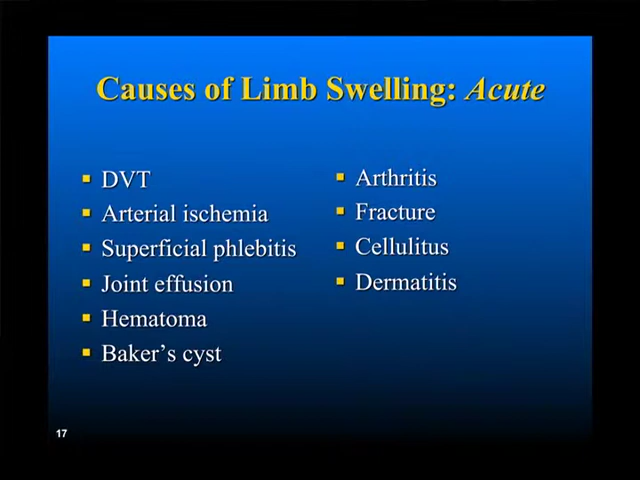 Causes of Limb Swelling: Acute
▪ DVT
▪ Arterial ischemia
▪ Superficial phlebitis
▪ Joint effusion
▪ Hematoma
▪ Baker’s cyst
▪ Arthritis
▪ Fracture
▪ Cellulitus
▪ Dermatitis
17